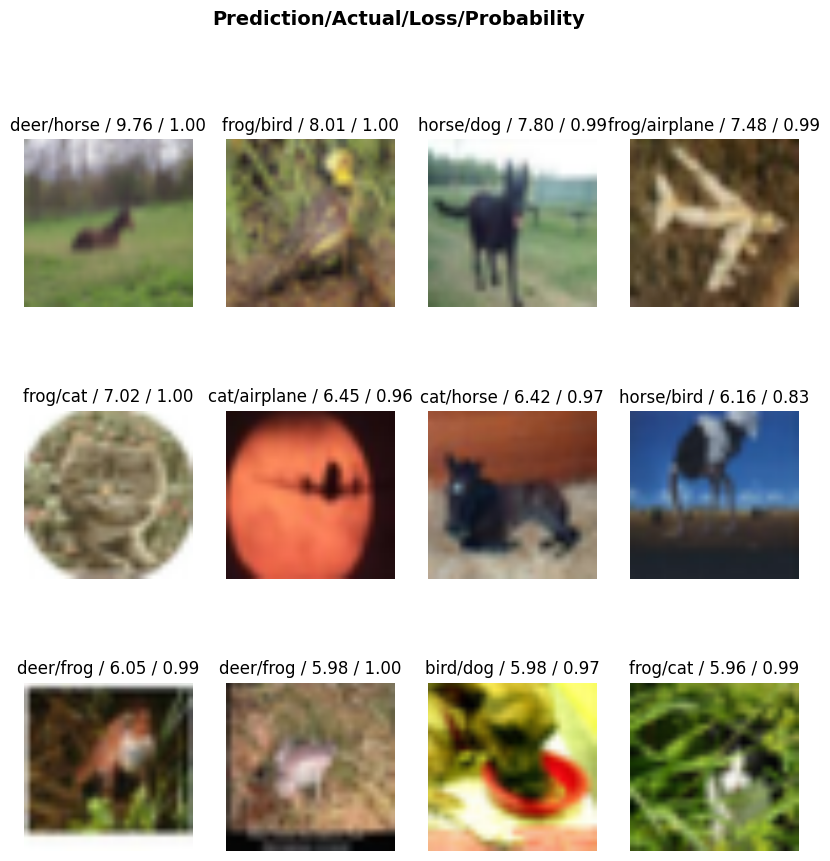 Prediction/Actual/Loss/Probability
deer/horse / 9.76 / 1.00
frog/bird / 8.01 / 1.00
horse/dog / 7.80 / 0.99
frog/airplane / 7.48 / 0.99
frog/cat / 7.02 / 1.00
cat/airplane / 6.45 / 0.96
cat/horse / 6.42 / 0.97
horse/bird / 6.16 / 0.83
deer/frog / 6.05 / 0.99
deer/frog / 5.98 / 1.00
bird/dog / 5.98 / 0.97
frog/cat / 5.96 / 0.99